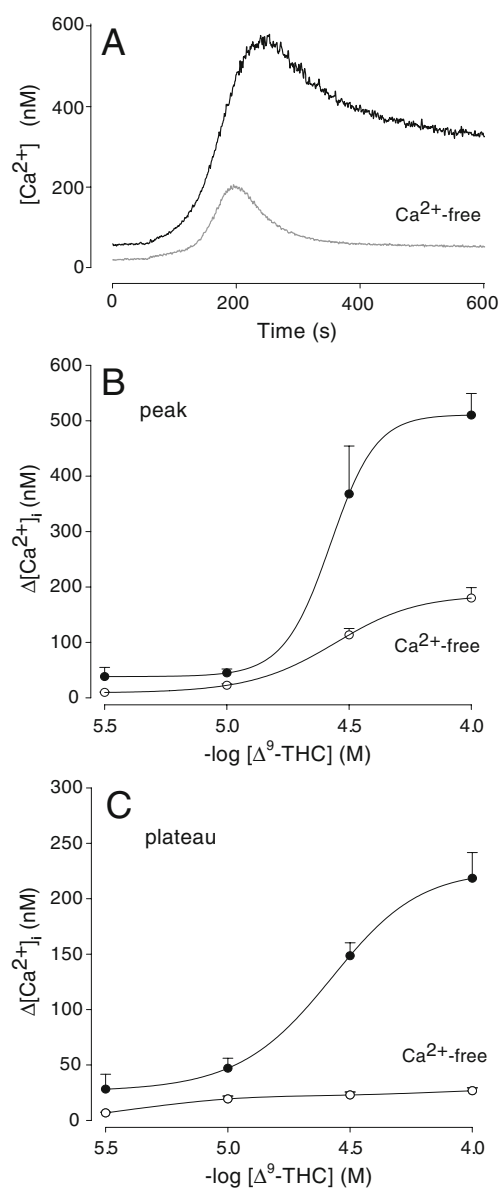 A
600
400
200
0
[Ca²⁺] (nM)
Ca²⁺-free
0 200 400 600
Time (s)
B
peak
600
500
400
300
200
100
0
Δ[Ca²⁺]ᵢ (nM)
Ca²⁺-free
5.5 5.0 4.5 4.0
-log [Δ⁹-THC] (M)
C
plateau
300
250
200
150
100
50
0
Δ[Ca²⁺]ᵢ (nM)
Ca²⁺-free
5.5 5.0 4.5 4.0
-log [Δ⁹-THC] (M)